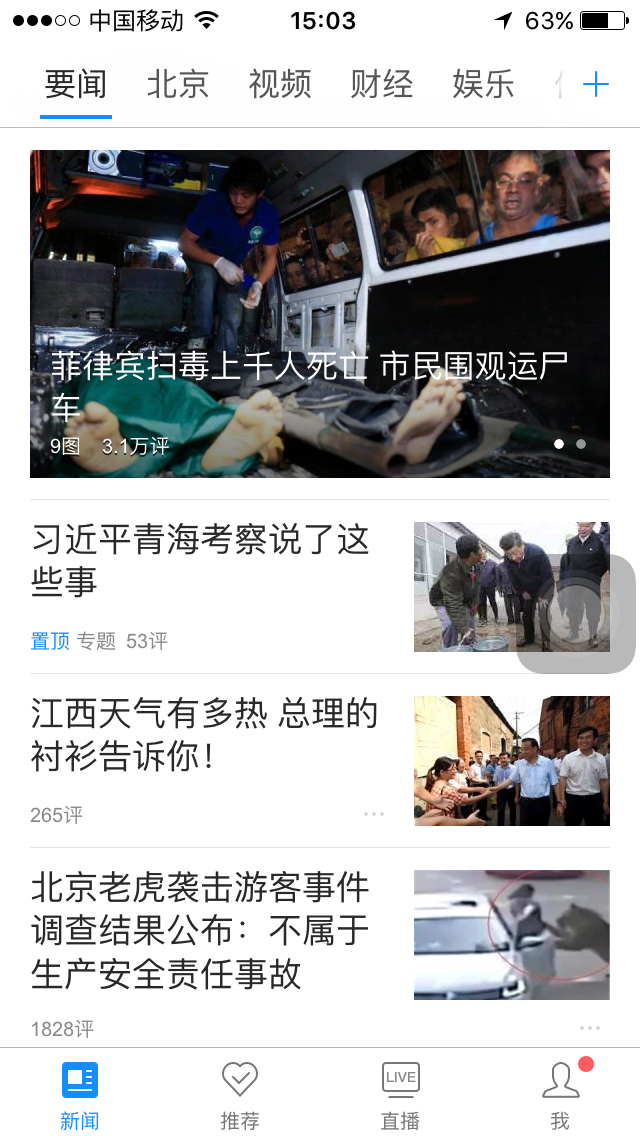 中国移动 15:03 63%
要闻 北京 视频 财经 娱乐
菲律宾扫毒上千人死亡 市民围观运尸
车
9图 3.1万评
习近平青海考察说了这
些事
置顶 专题 53评
江西天气有多热 总理的
衬衫告诉你！
265评
北京老虎袭击游客事件
调查结果公布：不属于
生产安全责任事故
1828评
LIVE
新闻 推荐 直播 我